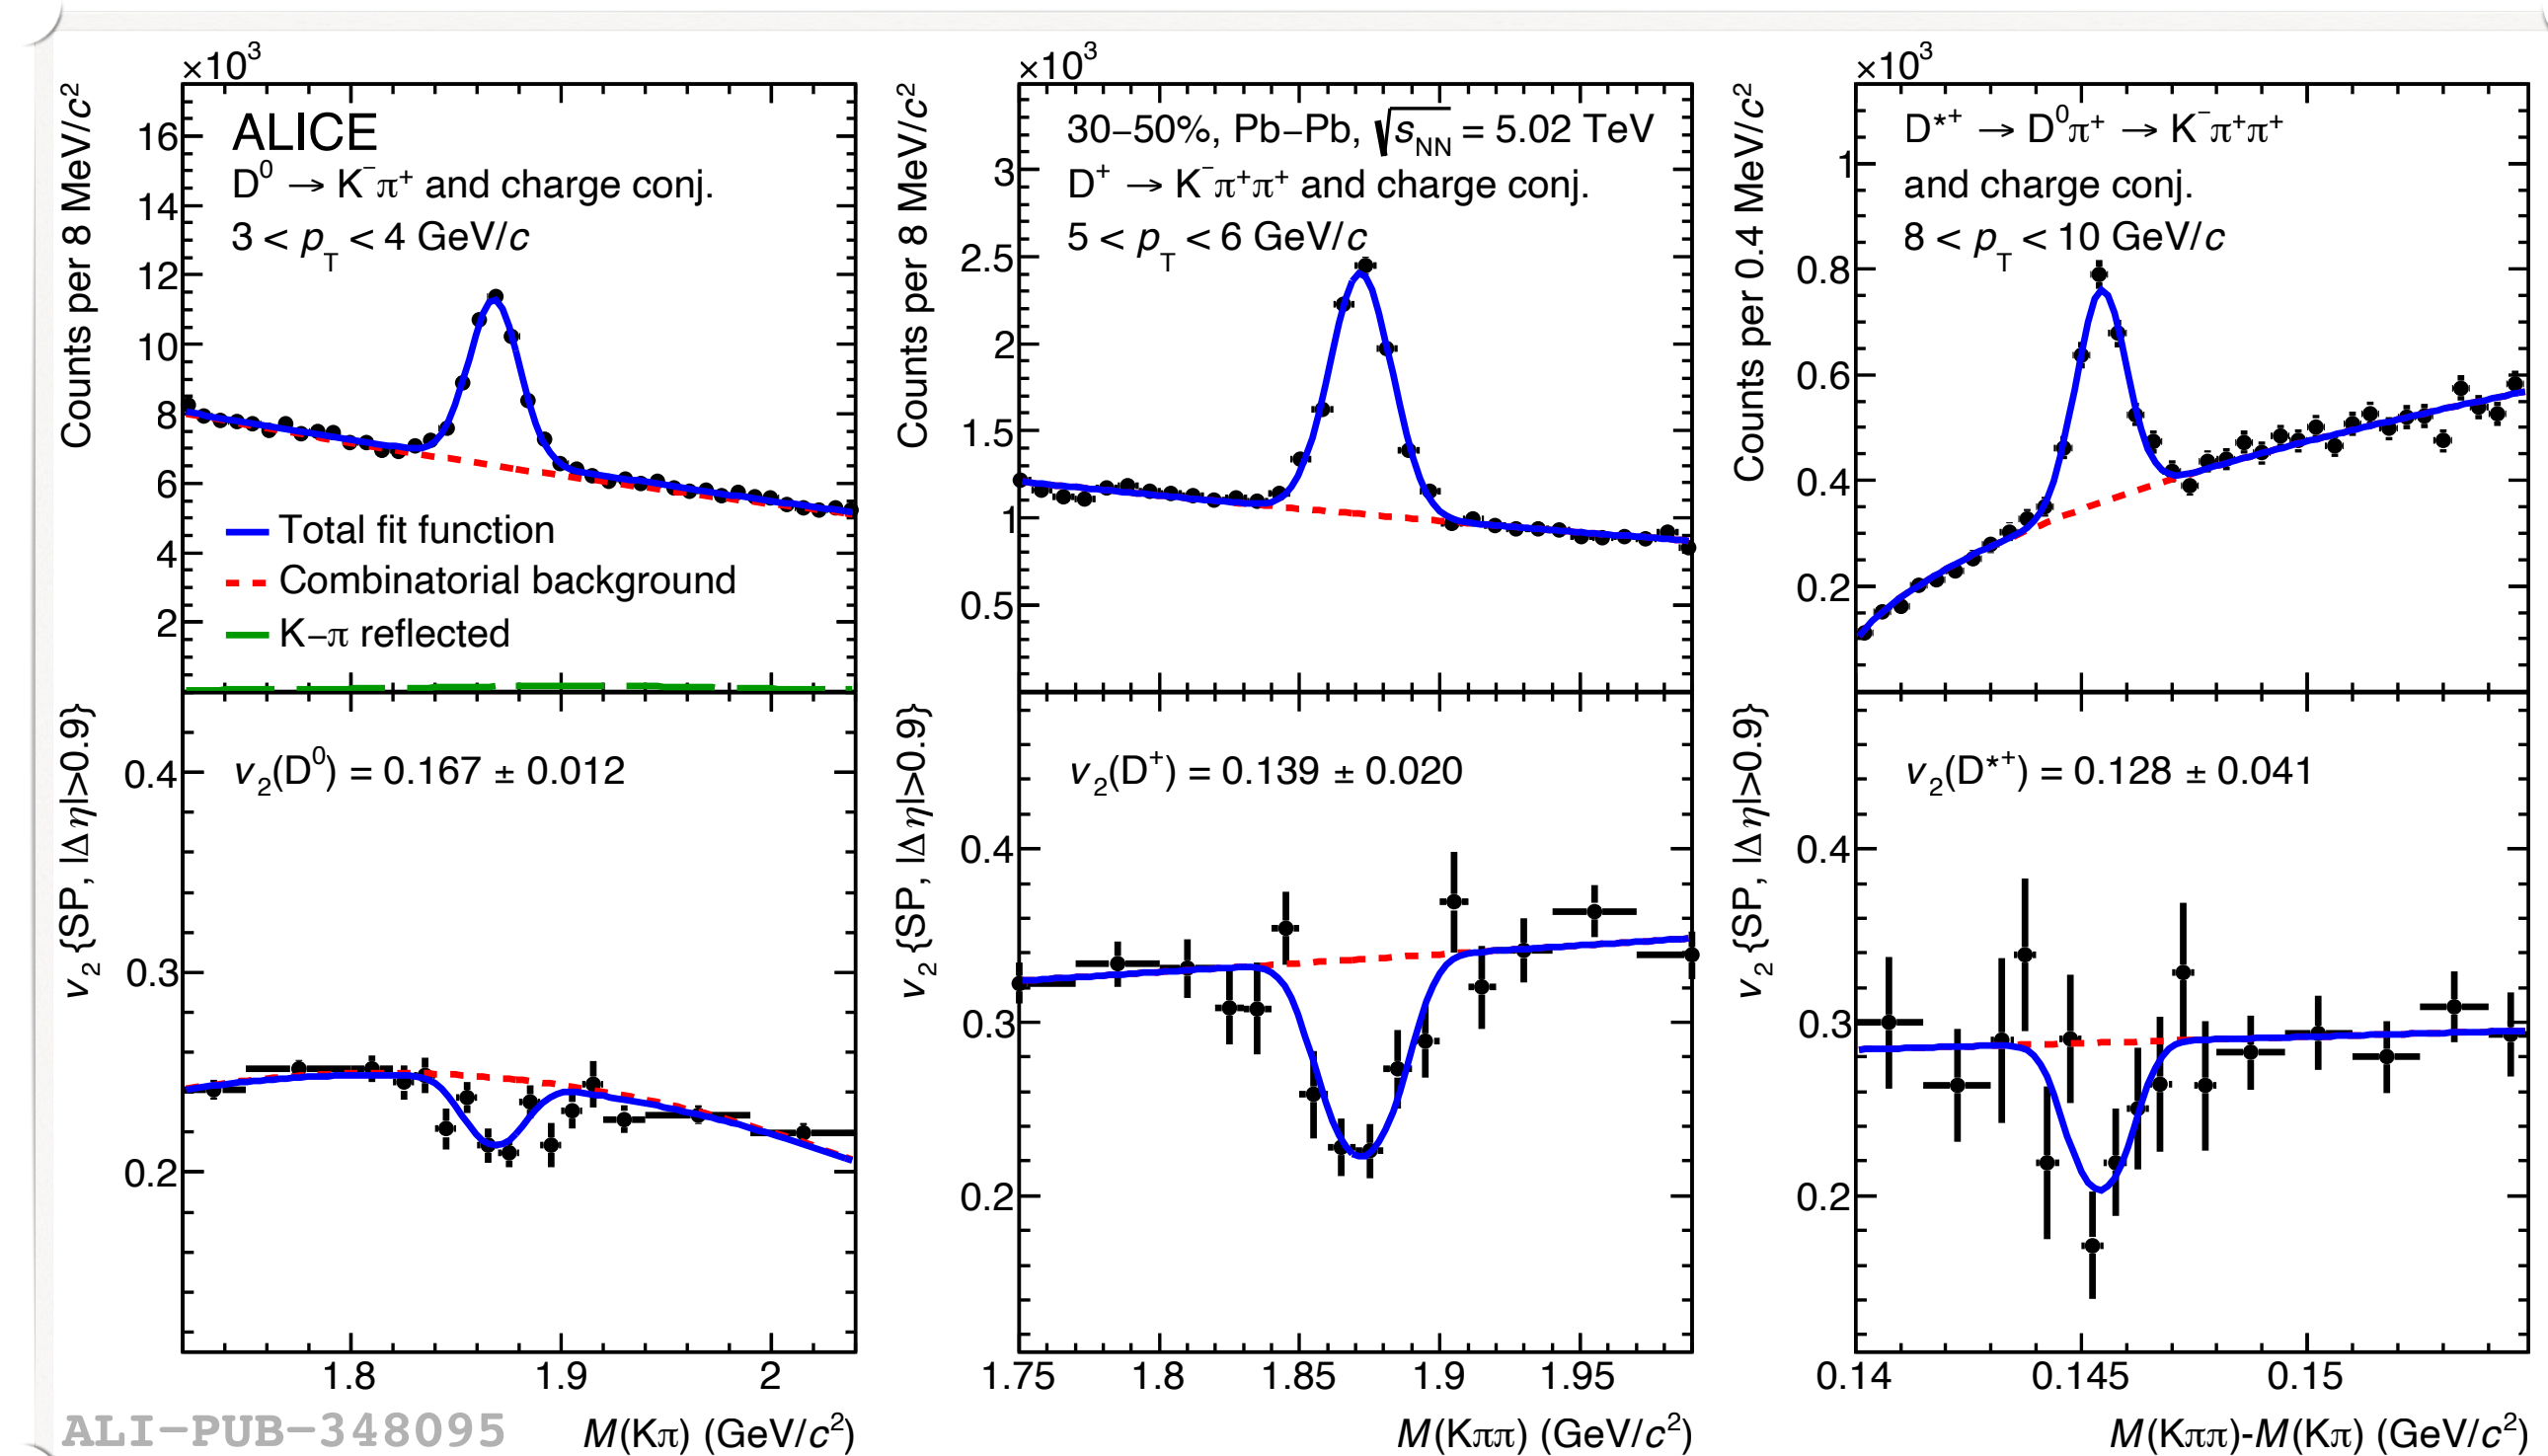 ×10³
Counts per 8 MeV/c²
16
14
12
10
8
6
4
2
ALICE
D⁰ → K⁻π⁺ and charge conj.
3 < p_T < 4 GeV/c
Total fit function
Combinatorial background
K−π reflected
×10³
Counts per 8 MeV/c²
3
2.5
2
1.5
1
0.5
30−50%, Pb−Pb, √s_NN = 5.02 TeV
D⁺ → K⁻π⁺π⁺ and charge conj.
5 < p_T < 6 GeV/c
×10³
Counts per 0.4 MeV/c²
1
0.8
0.6
0.4
0.2
D*⁺ → D⁰π⁺ → K⁻π⁺π⁺
and charge conj.
8 < p_T < 10 GeV/c
v₂{SP, |Δη|>0.9}
0.4
0.3
0.2
v₂(D⁰) = 0.167 ± 0.012
1.8 1.9 2
M(Kπ) (GeV/c²)
v₂{SP, |Δη|>0.9}
0.4
0.3
0.2
v₂(D⁺) = 0.139 ± 0.020
1.75 1.8 1.85 1.9 1.95
M(Kππ) (GeV/c²)
v₂{SP, |Δη|>0.9}
0.4
0.3
0.2
v₂(D*⁺) = 0.128 ± 0.041
0.14 0.145 0.15
M(Kππ)-M(Kπ) (GeV/c²)
ALI−PUB−348095